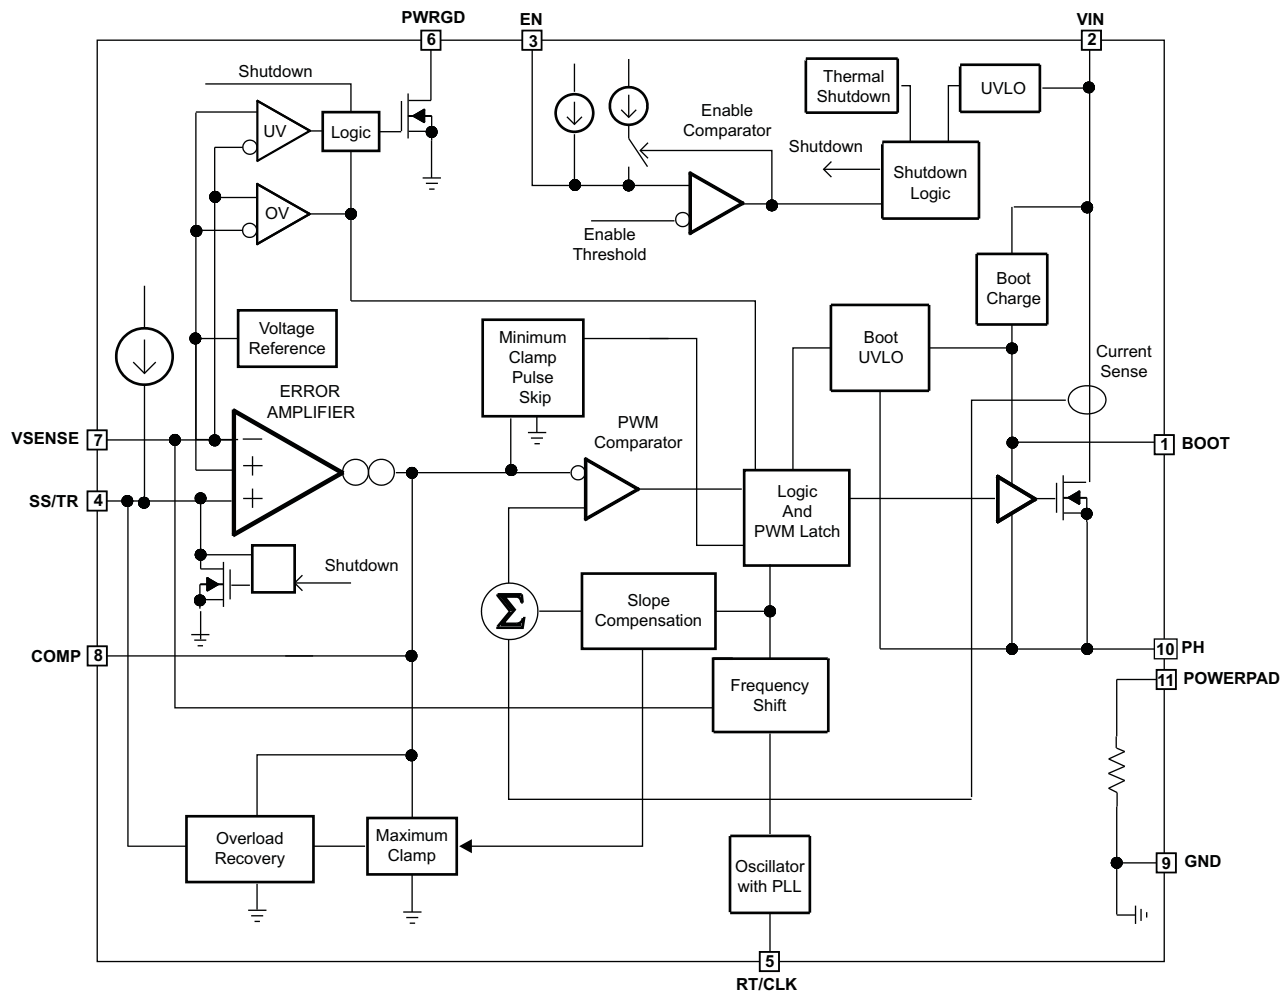 PWRGD
EN
VIN
6
3
2
Shutdown
Thermal
Shutdown
UVLO
UV
Logic
Enable
Comparator
Shutdown
Shutdown
Logic
OV
Enable
Threshold
Boot
Charge
Voltage
Reference
Minimum
Clamp
Pulse
Skip
Boot
UVLO
Current
Sense
ERROR
AMPLIFIER
PWM
Comparator
VSENSE
7
1
BOOT
SS/TR
4
Logic
And
PWM Latch
Shutdown
Σ
Slope
Compensation
COMP
8
10
PH
11
POWERPAD
Frequency
Shift
Overload
Recovery
Maximum
Clamp
Oscillator
with PLL
9
GND
5
RT/CLK